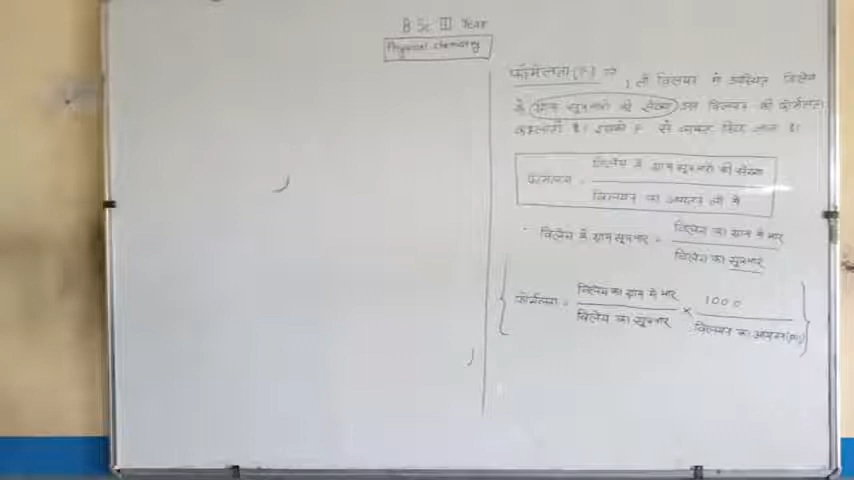 B Sc III Year
Physical chemistry
फॉर्मलता (F) ⇒ 1 ली विलयन में उपस्थित विलेय
के ग्राम सूत्रभारों की संख्या उस विलयन की फॉर्मलता
कहलाती है। इसको F से व्यक्त किया जाता है।
फॉर्मलता = विलेय के ग्राम सूत्रभारों की संख्या
विलयन का आयतन ली में
विलेय के ग्राम सूत्रभार = विलेय का ग्राम में भार
विलेय का सूत्रभार
फॉर्मलता = विलेय का ग्राम में भार × 1000
विलेय का सूत्रभार विलयन का आयतन (ml)